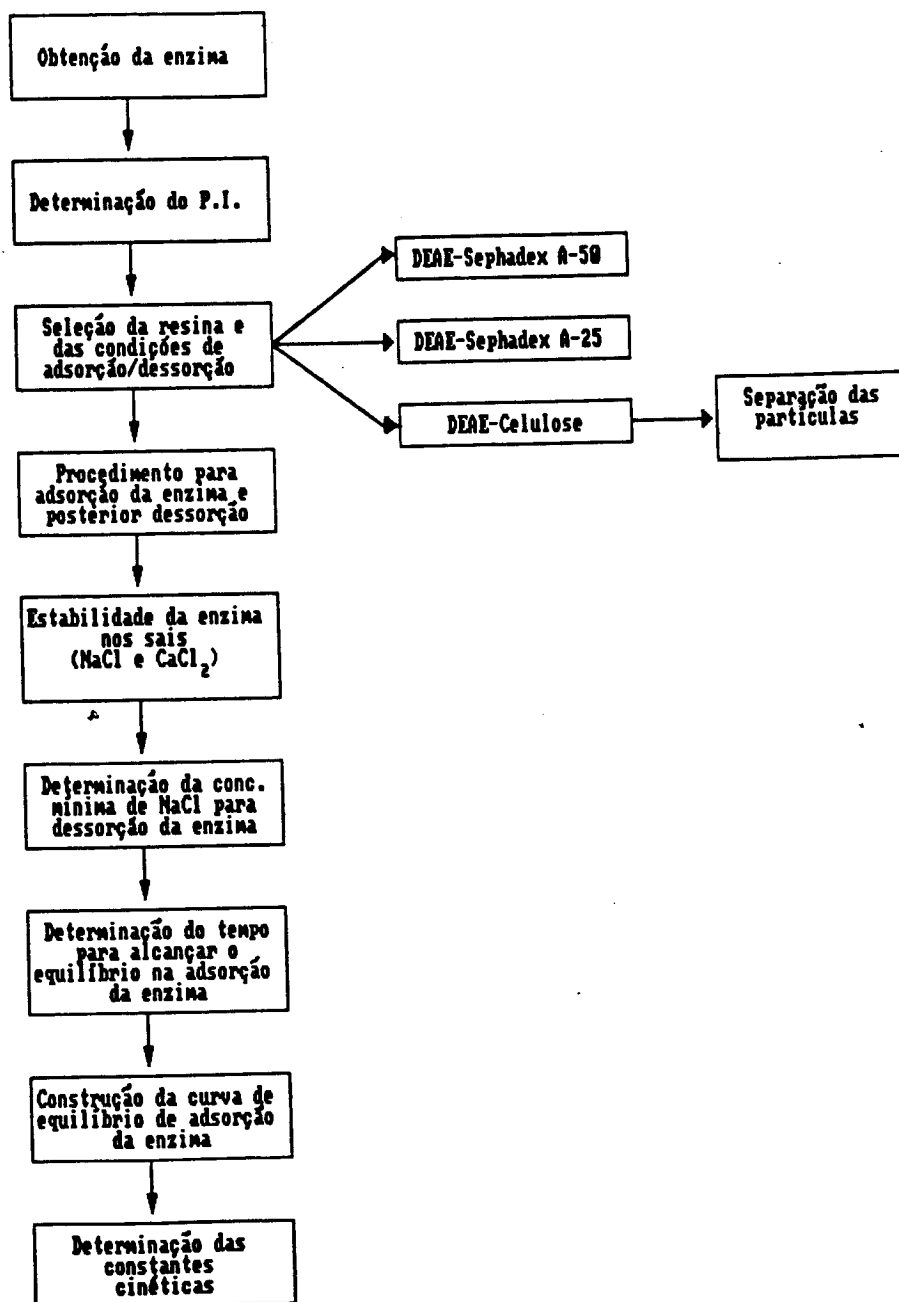 Obtenção da enzima
Determinação do P.I.
Seleção da resina e
das condições de
adsorção/dessorção
DEAE-Sephadex A-50
DEAE-Sephadex A-25
DEAE-Celulose
Separação das
partículas
Procedimento para
adsorção da enzima e
postérior dessorção
Estabilidade da enzima
nos sais
(NaCl e CaCl₂)
Determinação da conc.
mínima de NaCl para
dessorção da enzima
Determinação do tempo
para alcançar o
equilíbrio na adsorção
da enzima
Construção da curva de
equilíbrio de adsorção
da enzima
Determinação das
constantes
cinéticas